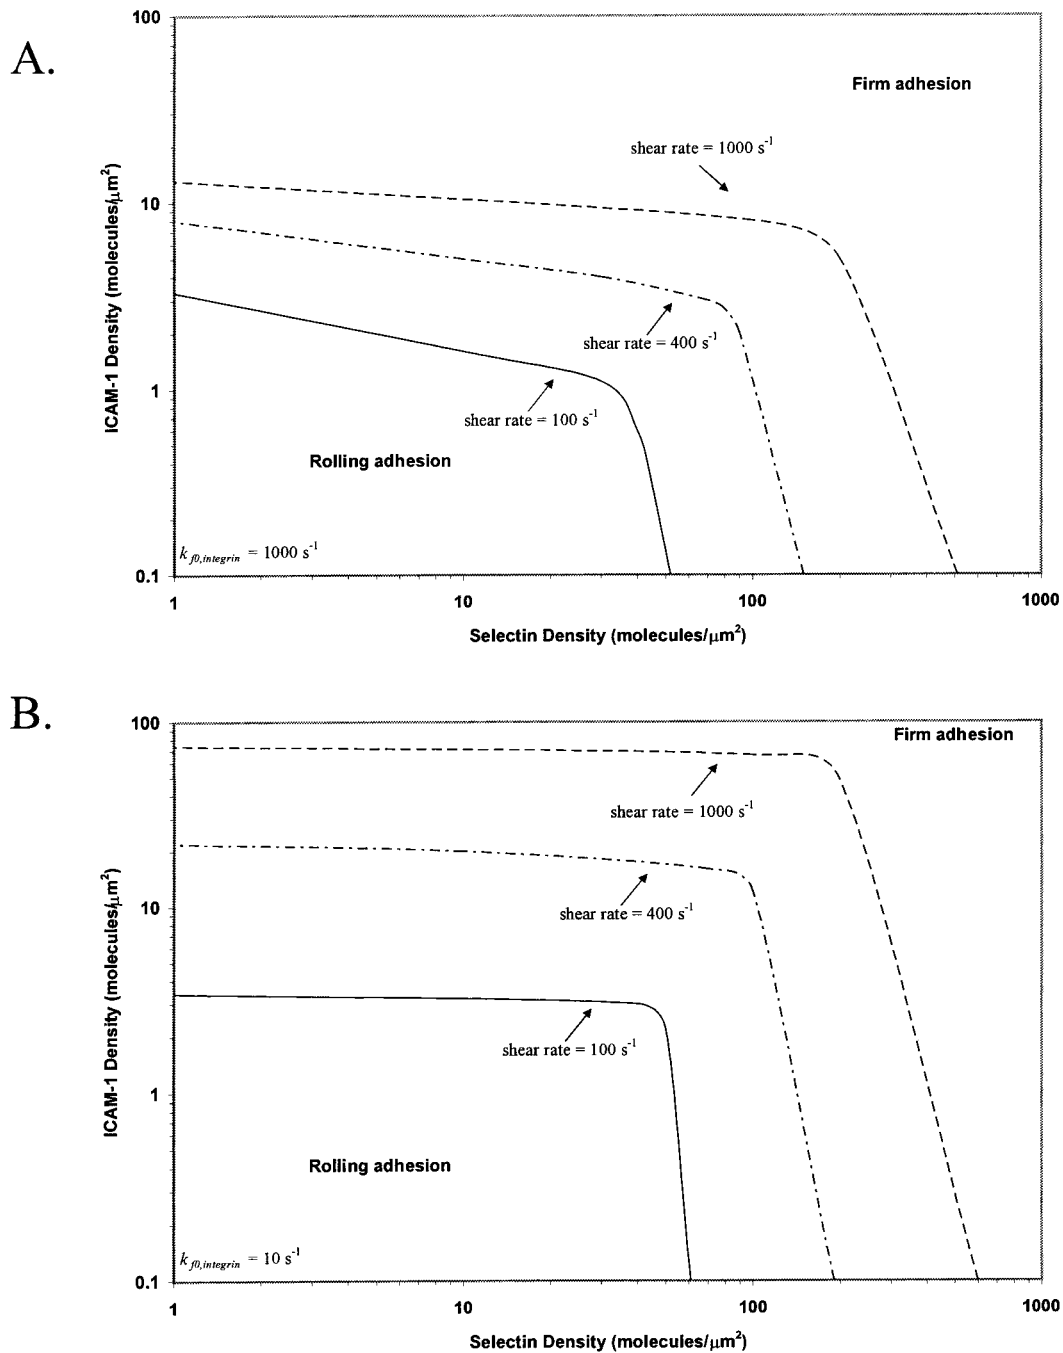 A.
100
10
1
0.1
ICAM-1 Density (molecules/μm²)
Firm adhesion
shear rate = 1000 s⁻¹
shear rate = 400 s⁻¹
shear rate = 100 s⁻¹
Rolling adhesion
k f0,integrin = 1000 s⁻¹
1
10
100
1000
Selectin Density (molecules/μm²)
B.
100
10
1
0.1
ICAM-1 Density (molecules/μm²)
Firm adhesion
shear rate = 1000 s⁻¹
shear rate = 400 s⁻¹
shear rate = 100 s⁻¹
Rolling adhesion
k f0,integrin = 10 s⁻¹
1
10
100
1000
Selectin Density (molecules/μm²)